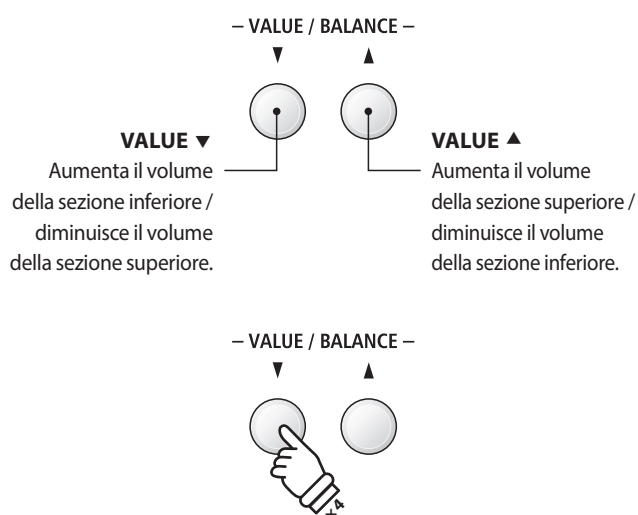 – VALUE / BALANCE –
▼ ▲
VALUE ▼
Aumenta il volume
della sezione inferiore /
diminuisce il volume
della sezione superiore.
VALUE ▲
Aumenta il volume
della sezione superiore /
diminuisce il volume
della sezione inferiore.
– VALUE / BALANCE –
▼ ▲
×4